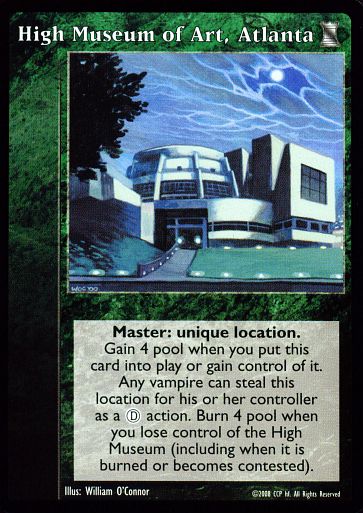 High Museum of Art, Atlanta
WOC '00
Master: unique location.
Gain 4 pool when you put this
card into play or gain control of it.
Any vampire can steal this
location for his or her controller
as a Ⓓ action. Burn 4 pool when
you lose control of the High
Museum (including when it is
burned or becomes contested).
Illus: William O'Connor
©2008 CCP hf. All Rights Reserved